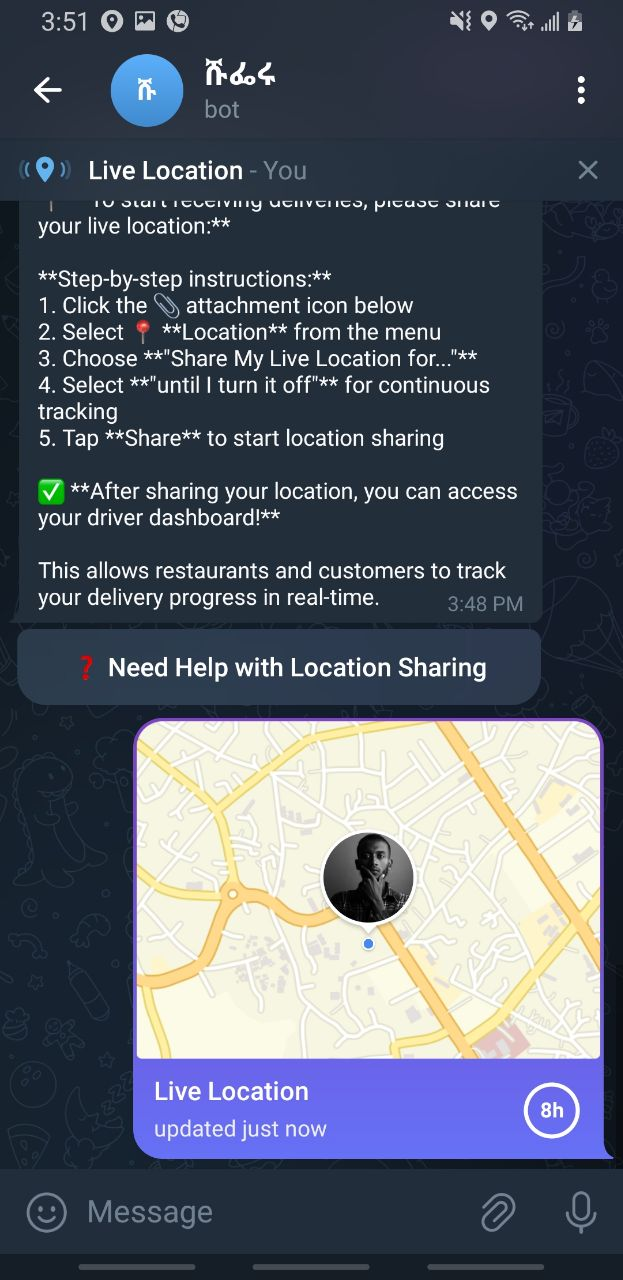 3:51
ሹ
ሹፌሩ
bot
Live Location - You
To start receiving deliveries, please share
your live location:**
**Step-by-step instructions:**
1. Click the 📎 attachment icon below
2. Select 📍 **Location** from the menu
3. Choose **"Share My Live Location for..."**
4. Select **"until I turn it off"** for continuous
tracking
5. Tap **Share** to start location sharing
✅ **After sharing your location, you can access
your driver dashboard!**
This allows restaurants and customers to track
your delivery progress in real-time.
3:48 PM
❓ Need Help with Location Sharing
Live Location
updated just now
8h
Message